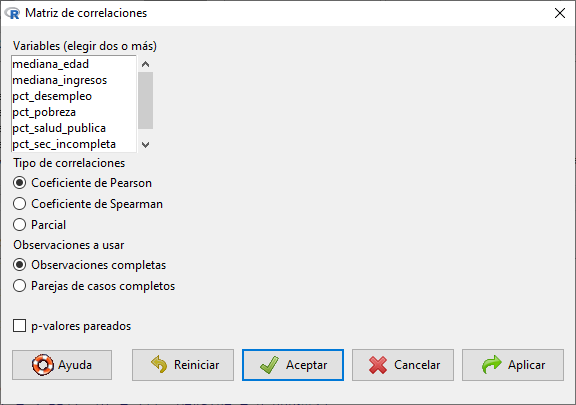 Matriz de correlaciones
Variables (elegir dos o más)
mediana_edad
mediana_ingresos
pct_desempleo
pct_pobreza
pct_salud_publica
pct_sec_incompleta
Tipo de correlaciones
Coeficiente de Pearson
Coeficiente de Spearman
Parcial
Observaciones a usar
Observaciones completas
Parejas de casos completos
p-valores pareados
Ayuda Reiniciar Aceptar Cancelar Aplicar